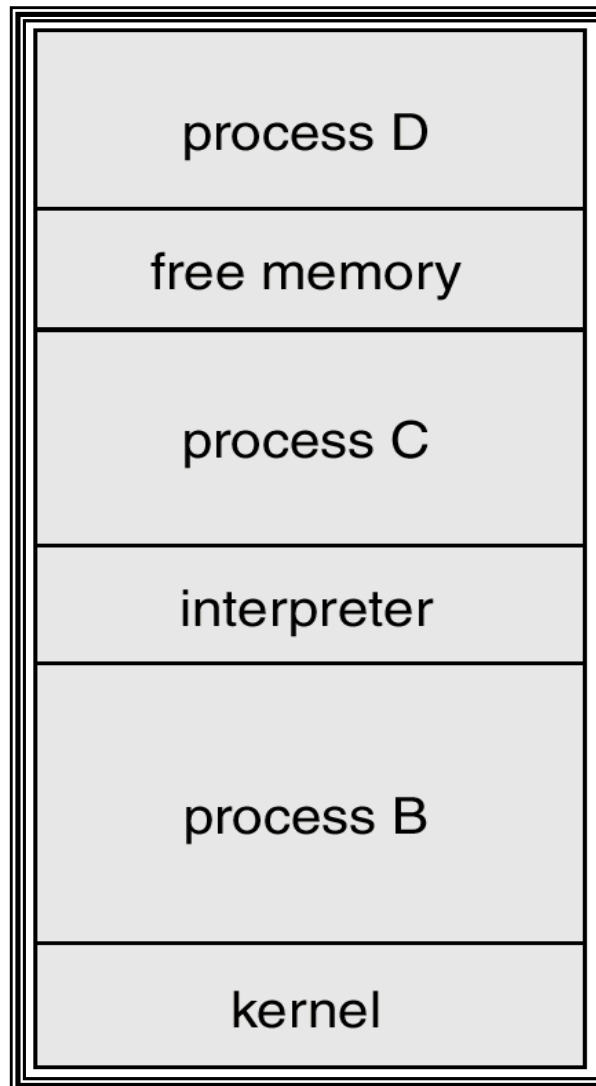 process D
free memory
process C
interpreter
process B
kernel